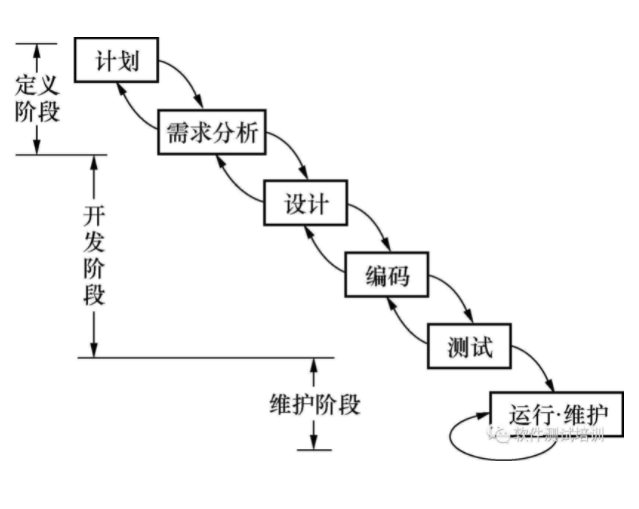 计划
定义
阶段
需求分析
设计
开
发
阶
段
编码
测试
维护阶段
运行·维护
软件测试培训